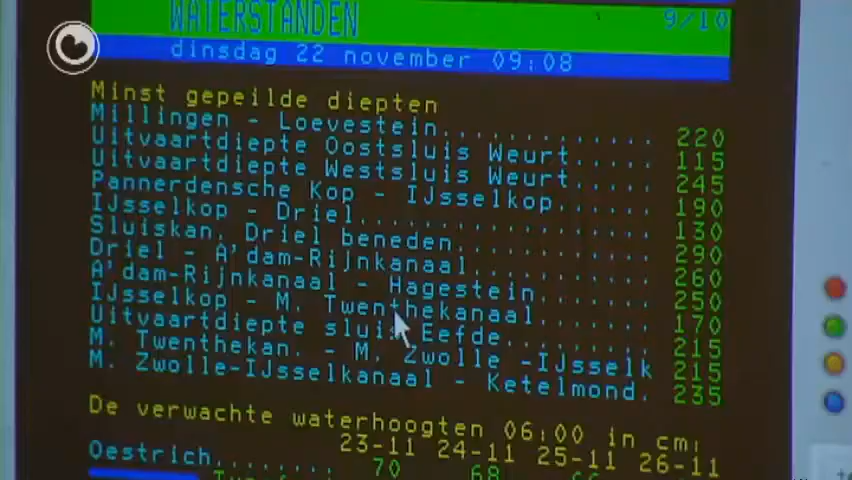 WATERSTANDEN 9/10
dinsdag 22 november 09:08
Minst gepeilde diepten
Millingen - Loevestein............. 220
Uitvaartdiepte Oostsluis Weurt..... 115
Uitvaartdiepte Westsluis Weurt..... 245
Pannerdensche Kop - IJsselkop...... 190
IJsselkop - Driel.................. 130
Sluiskan. Driel beneden............ 290
Driel - A'dam-Rijnkanaal........... 260
A'dam-Rijnkanaal - Hagestein....... 250
IJsselkop - M. Twenthekanaal....... 170
Uitvaartdiepte sluis Eefde......... 215
M. Twenthekan. - M. Zwolle -IJsselk 215
M. Zwolle-IJsselkanaal - Ketelmond. 235
De verwachte waterhoogten 06:00 in cm:
23-11 24-11 25-11 26-11
Oestrich....... 70 68